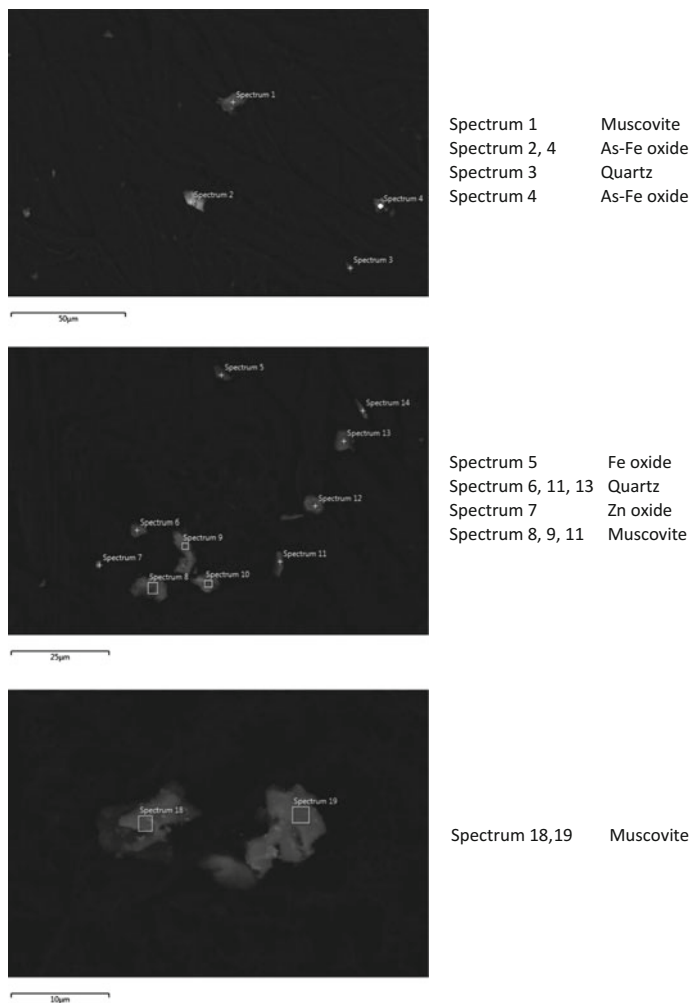 Spectrum 1
Spectrum 2
Spectrum 4
Spectrum 3
50µm
Spectrum 1 Muscovite
Spectrum 2, 4 As-Fe oxide
Spectrum 3 Quartz
Spectrum 4 As-Fe oxide
Spectrum 5
Spectrum 14
Spectrum 13
Spectrum 12
Spectrum 6
Spectrum 9
Spectrum 7
Spectrum 11
Spectrum 8
Spectrum 10
25µm
Spectrum 5 Fe oxide
Spectrum 6, 11, 13 Quartz
Spectrum 7 Zn oxide
Spectrum 8, 9, 11 Muscovite
Spectrum 18
Spectrum 19
10µm
Spectrum 18,19 Muscovite